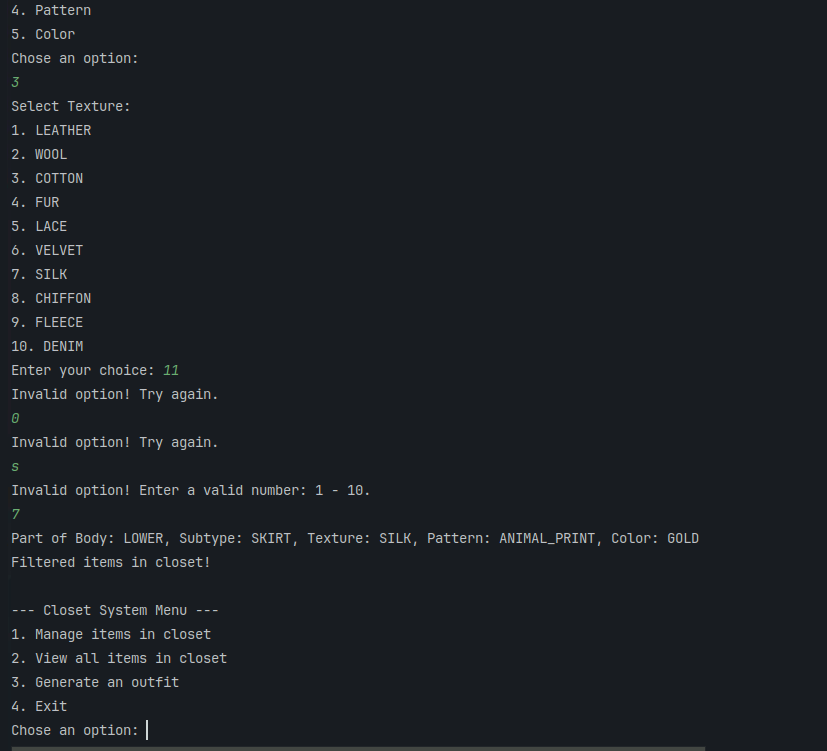 4. Pattern
5. Color
Chose an option:
3
Select Texture:
1. LEATHER
2. WOOL
3. COTTON
4. FUR
5. LACE
6. VELVET
7. SILK
8. CHIFFON
9. FLEECE
10. DENIM
Enter your choice: 11
Invalid option! Try again.
0
Invalid option! Try again.
s
Invalid option! Enter a valid number: 1 - 10.
7
Part of Body: LOWER, Subtype: SKIRT, Texture: SILK, Pattern: ANIMAL_PRINT, Color: GOLD
Filtered items in closet!
--- Closet System Menu ---
1. Manage items in closet
2. View all items in closet
3. Generate an outfit
4. Exit
Chose an option: